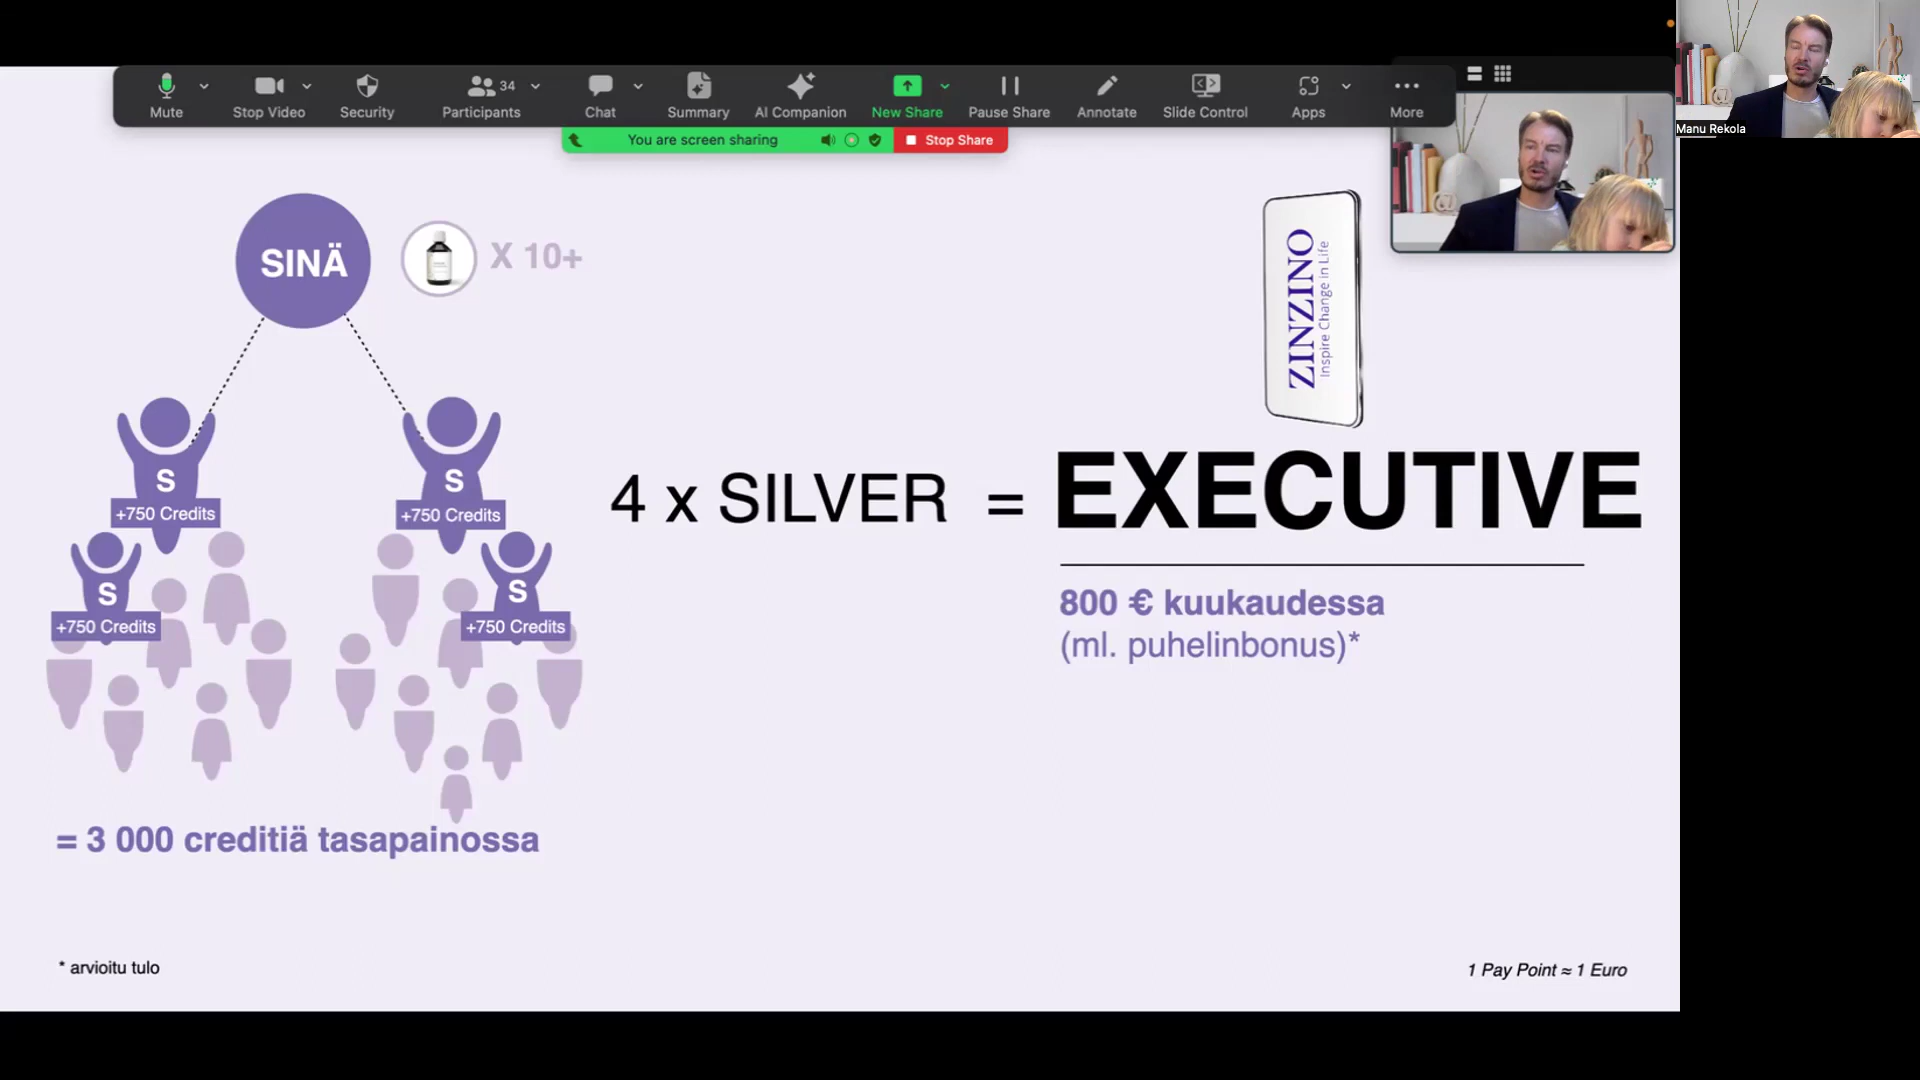 Mute
Stop Video
Security
34
Participants
Chat
Summary
AI Companion
New Share
Pause Share
Annotate
Slide Control
Apps
More
You are screen sharing
Stop Share
Manu Rekola
SINÄ
X 10+
S
+750 Credits
S
+750 Credits
S
+750 Credits
S
+750 Credits
= 3 000 creditiä tasapainossa
4 x SILVER = EXECUTIVE
ZINZINO
Inspire Change in Life
800 € kuukaudessa
(ml. puhelinbonus)*
* arvioitu tulo
1 Pay Point ≈ 1 Euro